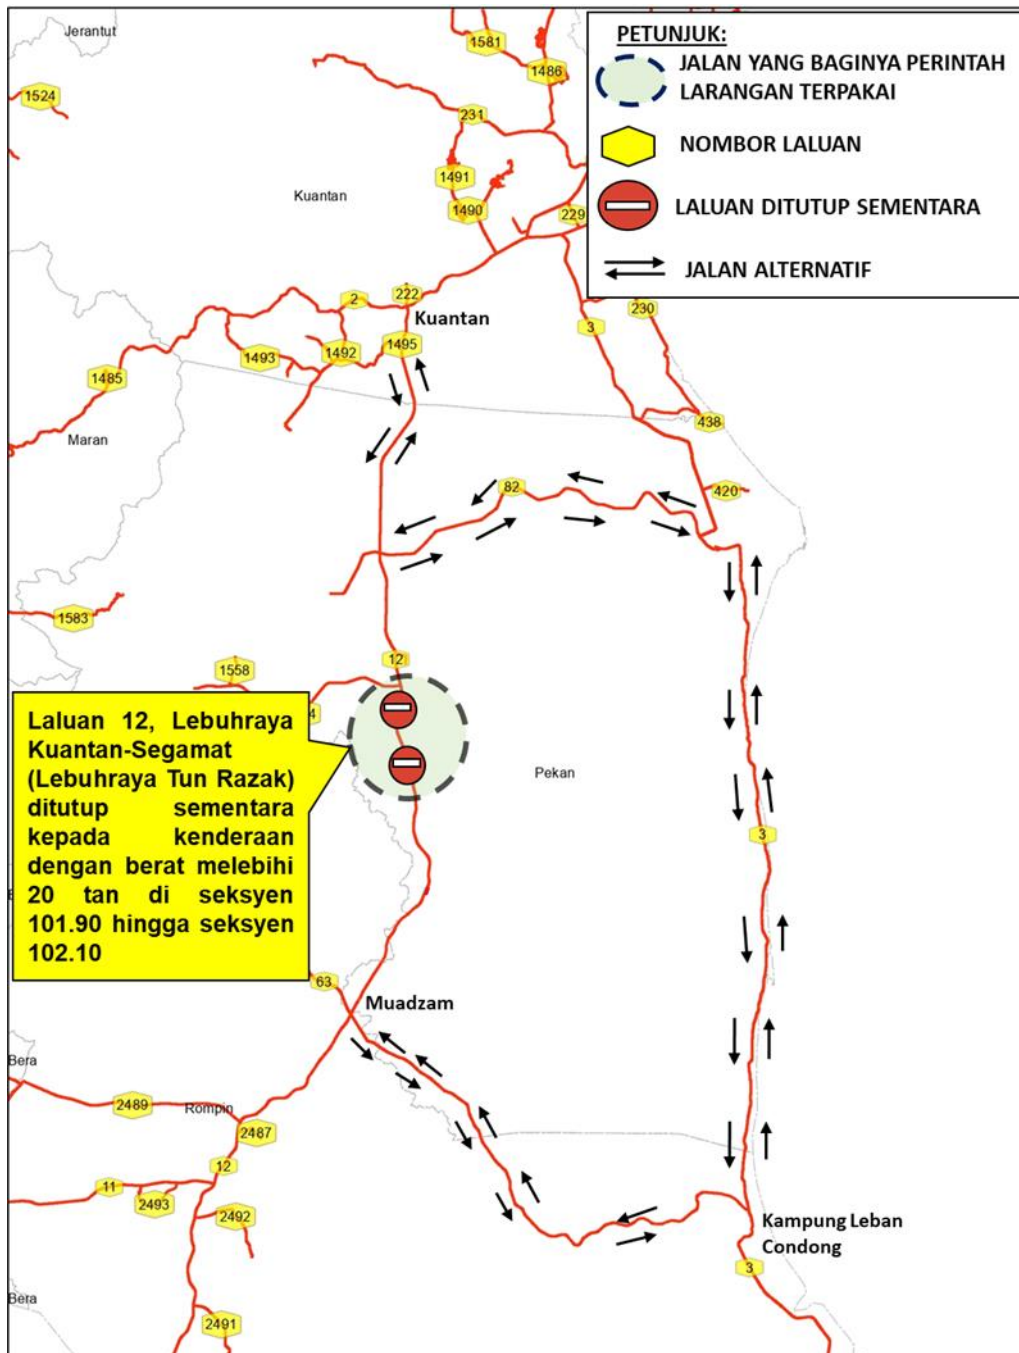 Jerantut
1581
1486
1524
231
1491
1490
Kuantan
229
PETUNJUK:
JALAN YANG BAGINYA PERINTAH
LARANGAN TERPAKAI
NOMBOR LALUAN
LALUAN DITUTUP SEMENTARA
JALAN ALTERNATIF
2
222
230
3
Kuantan
1493
1492
1495
1485
Maran
438
82
420
1583
12
1558
4
Laluan 12, Lebuhraya
Kuantan-Segamat
(Lebuhraya Tun Razak)
ditutup sementara
kepada kenderaan
dengan berat melebihi
20 tan di seksyen
101.90 hingga seksyen
102.10
Pekan
3
63
Muadzam
Bera
2489
Rompin
2487
12
11
2493
2492
Kampung Leban
Condong
3
Bera
2491